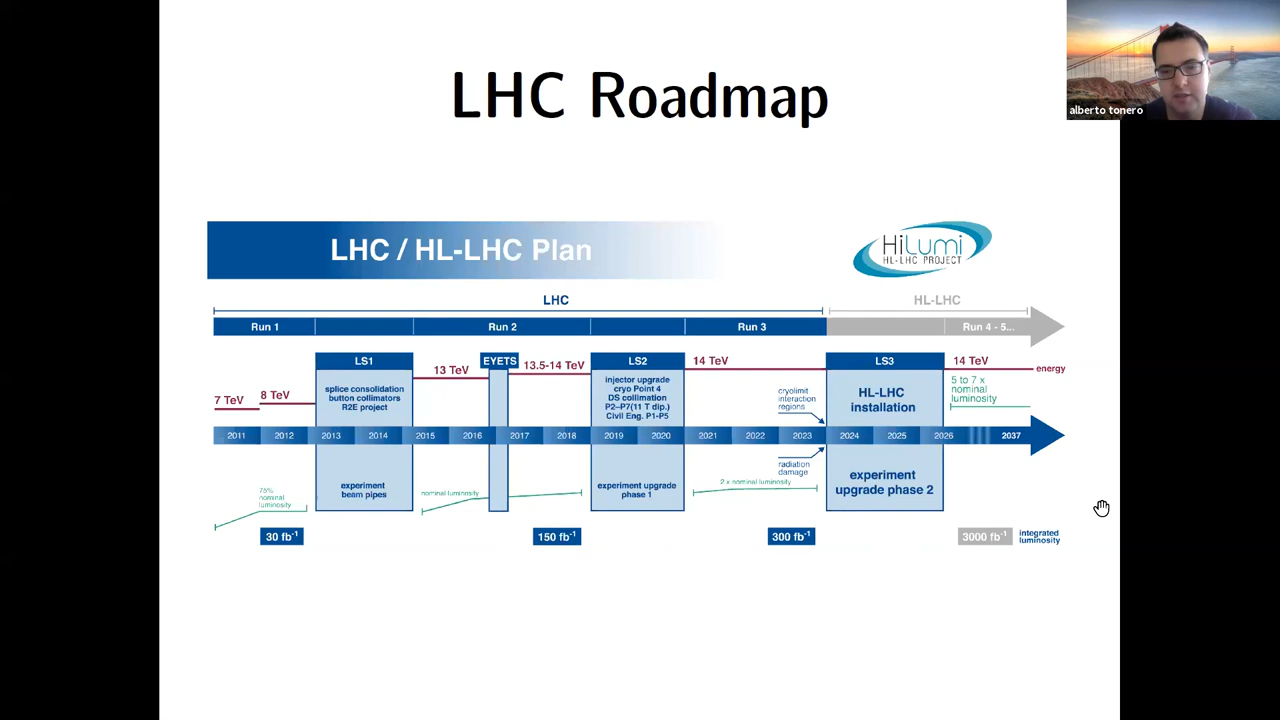 LHC Roadmap
alberto tonero
LHC / HL-LHC Plan
HiLumi
HL-LHC PROJECT
LHC
HL-LHC
Run 1
Run 2
Run 3
Run 4 - 5...
LS1
EYETS
LS2
LS3
7 TeV
8 TeV
13 TeV
13.5-14 TeV
14 TeV
14 TeV
energy
splice consolidation
button collimators
R2E project
injector upgrade
cryo Point 4
DS collimation
P2–P7(11 T dip.)
Civil Eng. P1-P5
cryolimit
interaction
regions
HL-LHC
installation
5 to 7 x
nominal
luminosity
2011 2012 2013 2014 2015 2016 2017 2018 2019 2020 2021 2022 2023 2024 2025 2026 2037
75%
nominal
luminosity
experiment
beam pipes
nominal luminosity
experiment upgrade
phase 1
2 x nominal luminosity
radiation
damage
experiment
upgrade phase 2
30 fb⁻¹
150 fb⁻¹
300 fb⁻¹
3000 fb⁻¹
integrated
luminosity